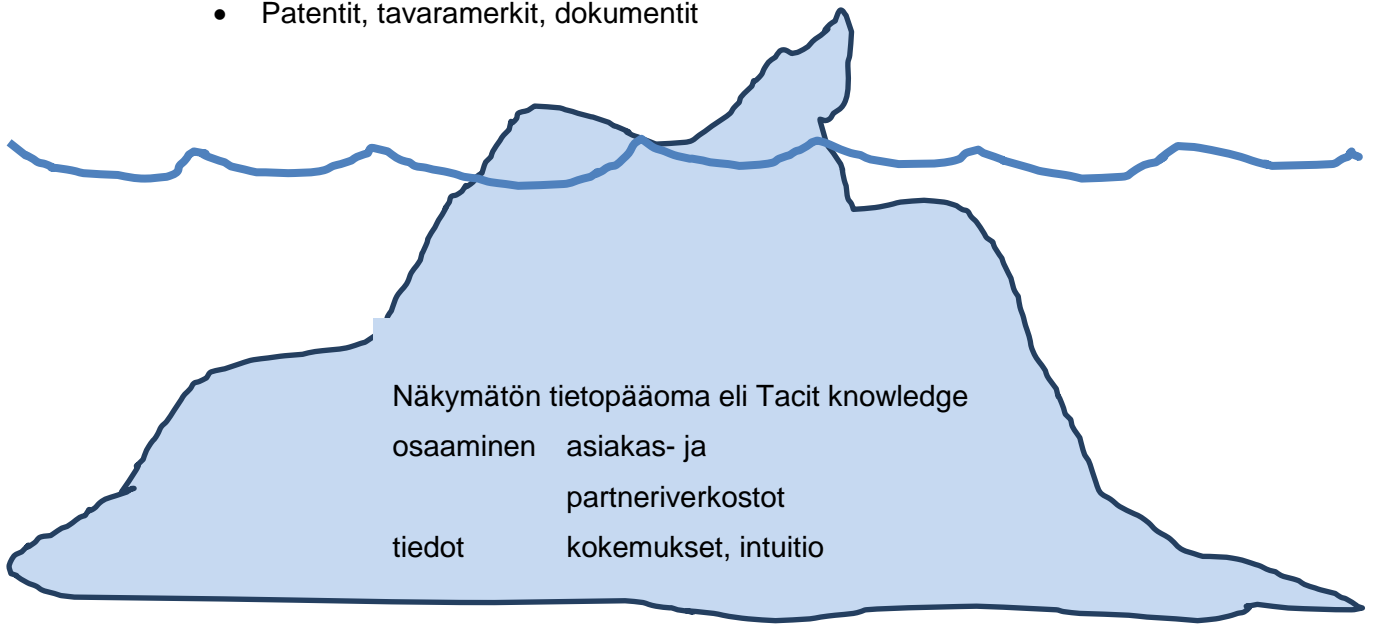 • Patentit, tavaramerkit, dokumentit
Näkymätön tietopääoma eli Tacit knowledge
osaaminen asiakas- ja
partneriverkostot
tiedot kokemukset, intuitio